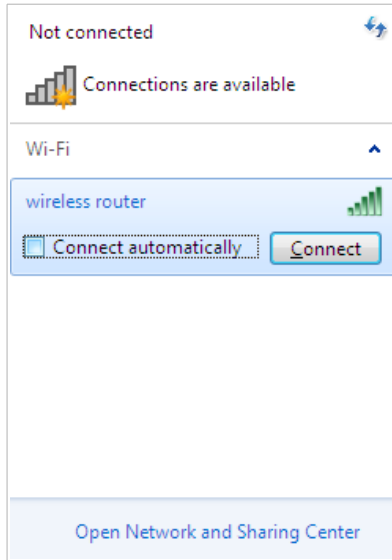 Not connected
Connections are available
Wi-Fi
wireless router
Connect automatically Connect
Open Network and Sharing Center